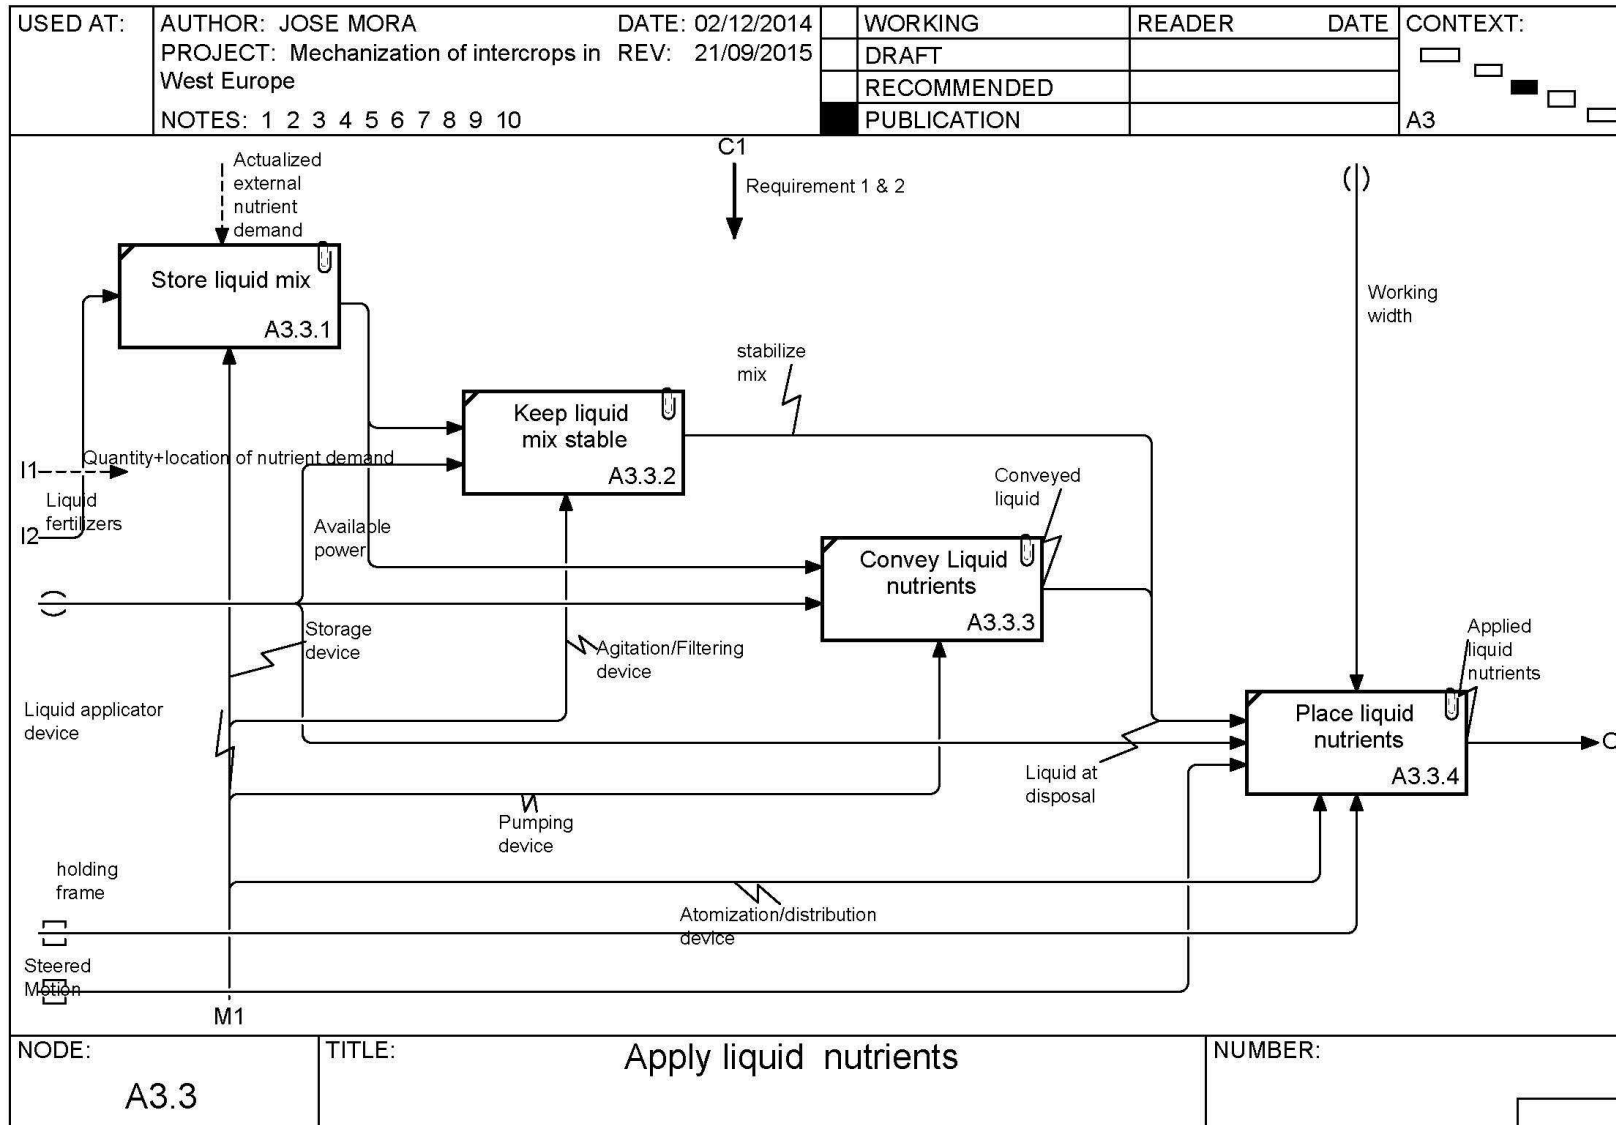 USED AT:
AUTHOR: JOSE MORA
DATE: 02/12/2014
PROJECT: Mechanization of intercrops in
REV: 21/09/2015
West Europe
NOTES: 1 2 3 4 5 6 7 8 9 10
WORKING
DRAFT
RECOMMENDED
PUBLICATION
READER
DATE
CONTEXT:
A3
C1
Requirement 1 & 2
Actualized
external
nutrient
demand
Store liquid mix
A3.3.1
( )
Working
width
stabilize
mix
Keep liquid
mix stable
A3.3.2
I1
Quantity+location of nutrient demand
Liquid
fertilizers
I2
Available
power
Conveyed
liquid
Convey Liquid
nutrients
A3.3.3
Storage
device
Agitation/Filtering
device
Applied
liquid
nutrients
Liquid applicator
device
Place liquid
nutrients
A3.3.4
Liquid at
disposal
Pumping
device
holding
frame
Atomization/distribution
device
Steered
Motion
M1
NODE:
A3.3
TITLE:
Apply liquid nutrients
NUMBER: